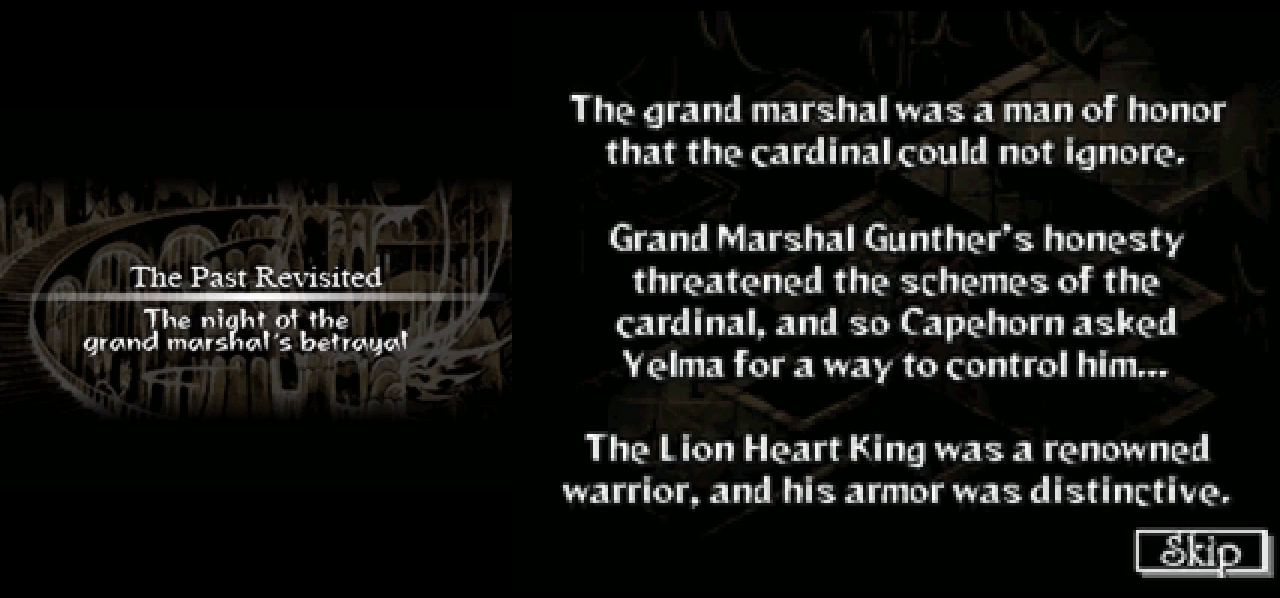 The Past Revisited
The night of the
grand marshal's betrayal
The grand marshal was a man of honor
that the cardinal could not ignore.
Grand Marshal Gunther's honesty
threatened the schemes of the
cardinal, and so Capehorn asked
Yelma for a way to control him...
The Lion Heart King was a renowned
warrior, and his armor was distinctive.
Skip